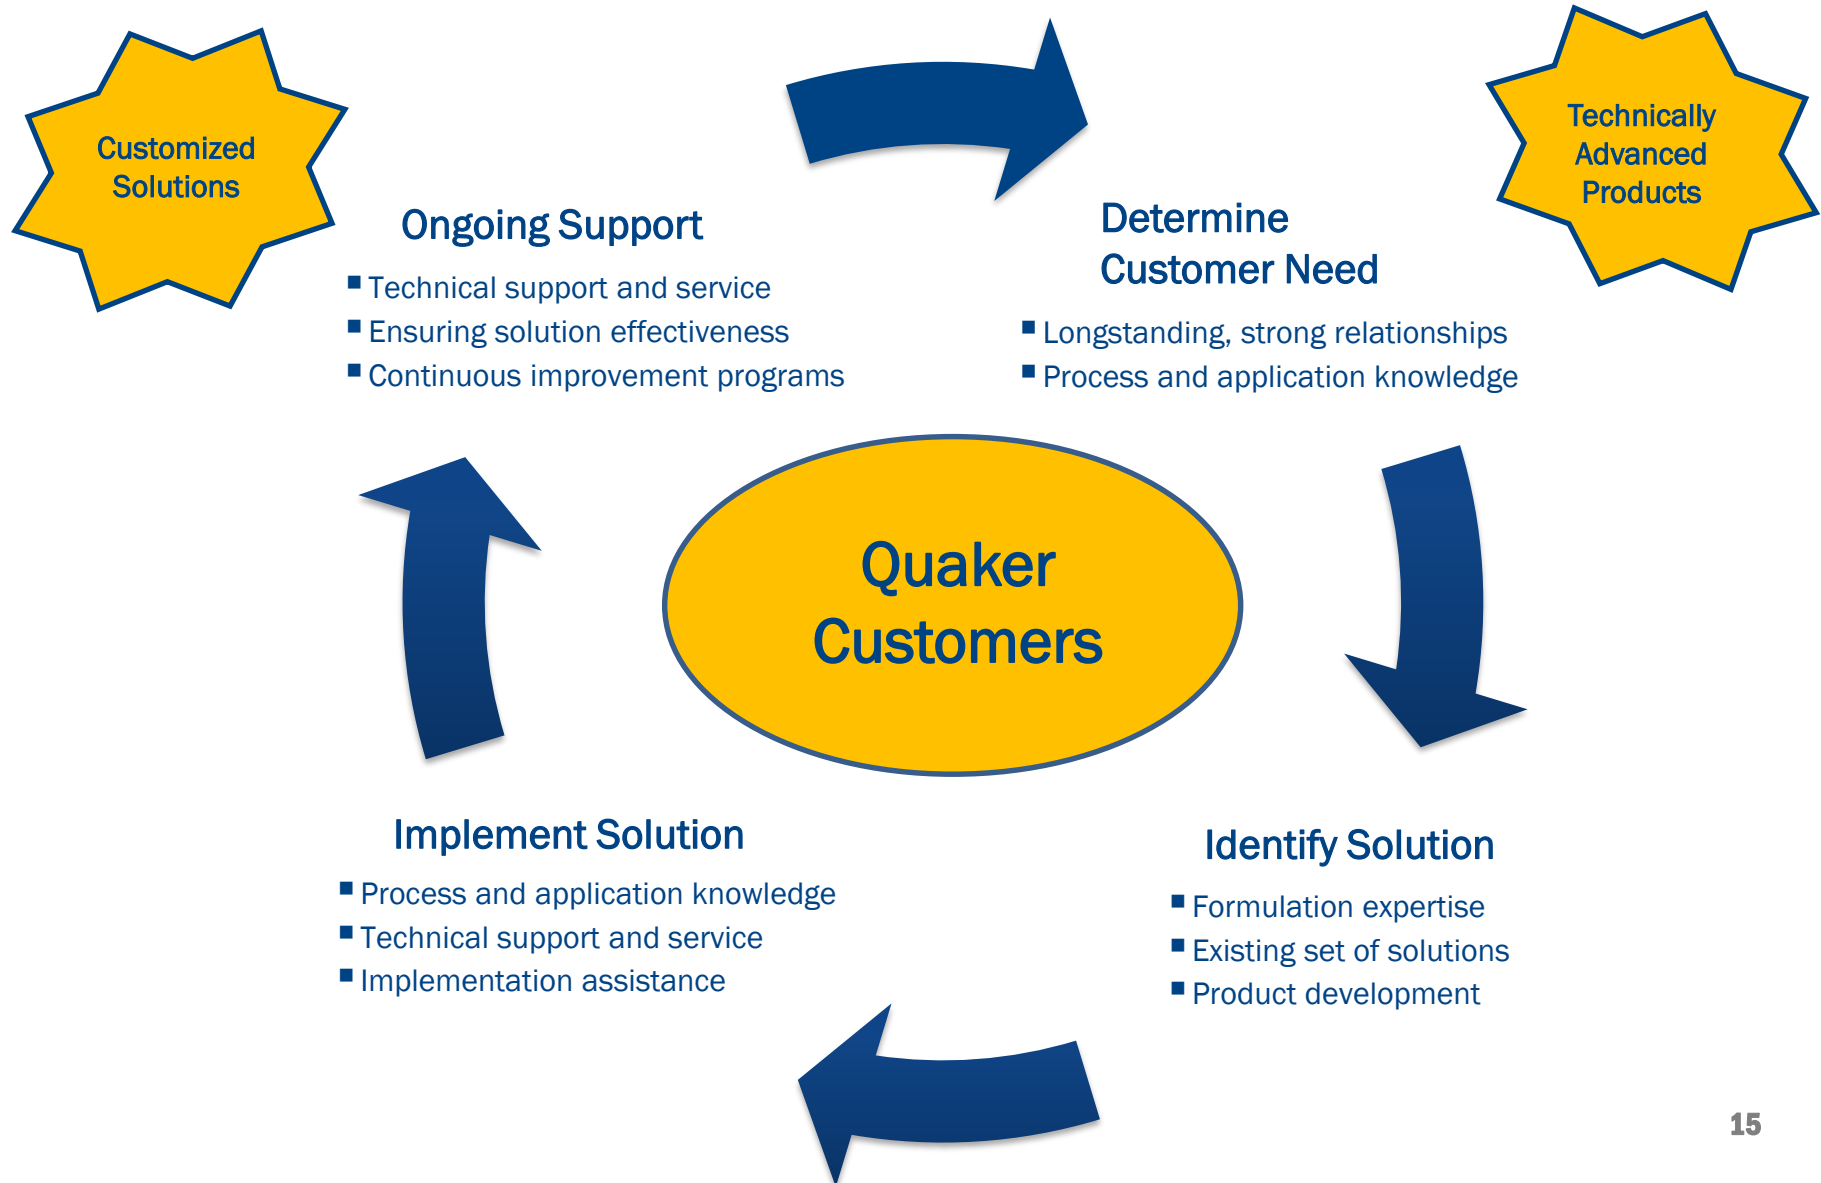 Customized
Solutions
Technically
Advanced
Products
Ongoing Support
▪ Technical support and service
▪ Ensuring solution effectiveness
▪ Continuous improvement programs
Determine
Customer Need
▪ Longstanding, strong relationships
▪ Process and application knowledge
Quaker
Customers
Implement Solution
▪ Process and application knowledge
▪ Technical support and service
▪ Implementation assistance
Identify Solution
▪ Formulation expertise
▪ Existing set of solutions
▪ Product development
15